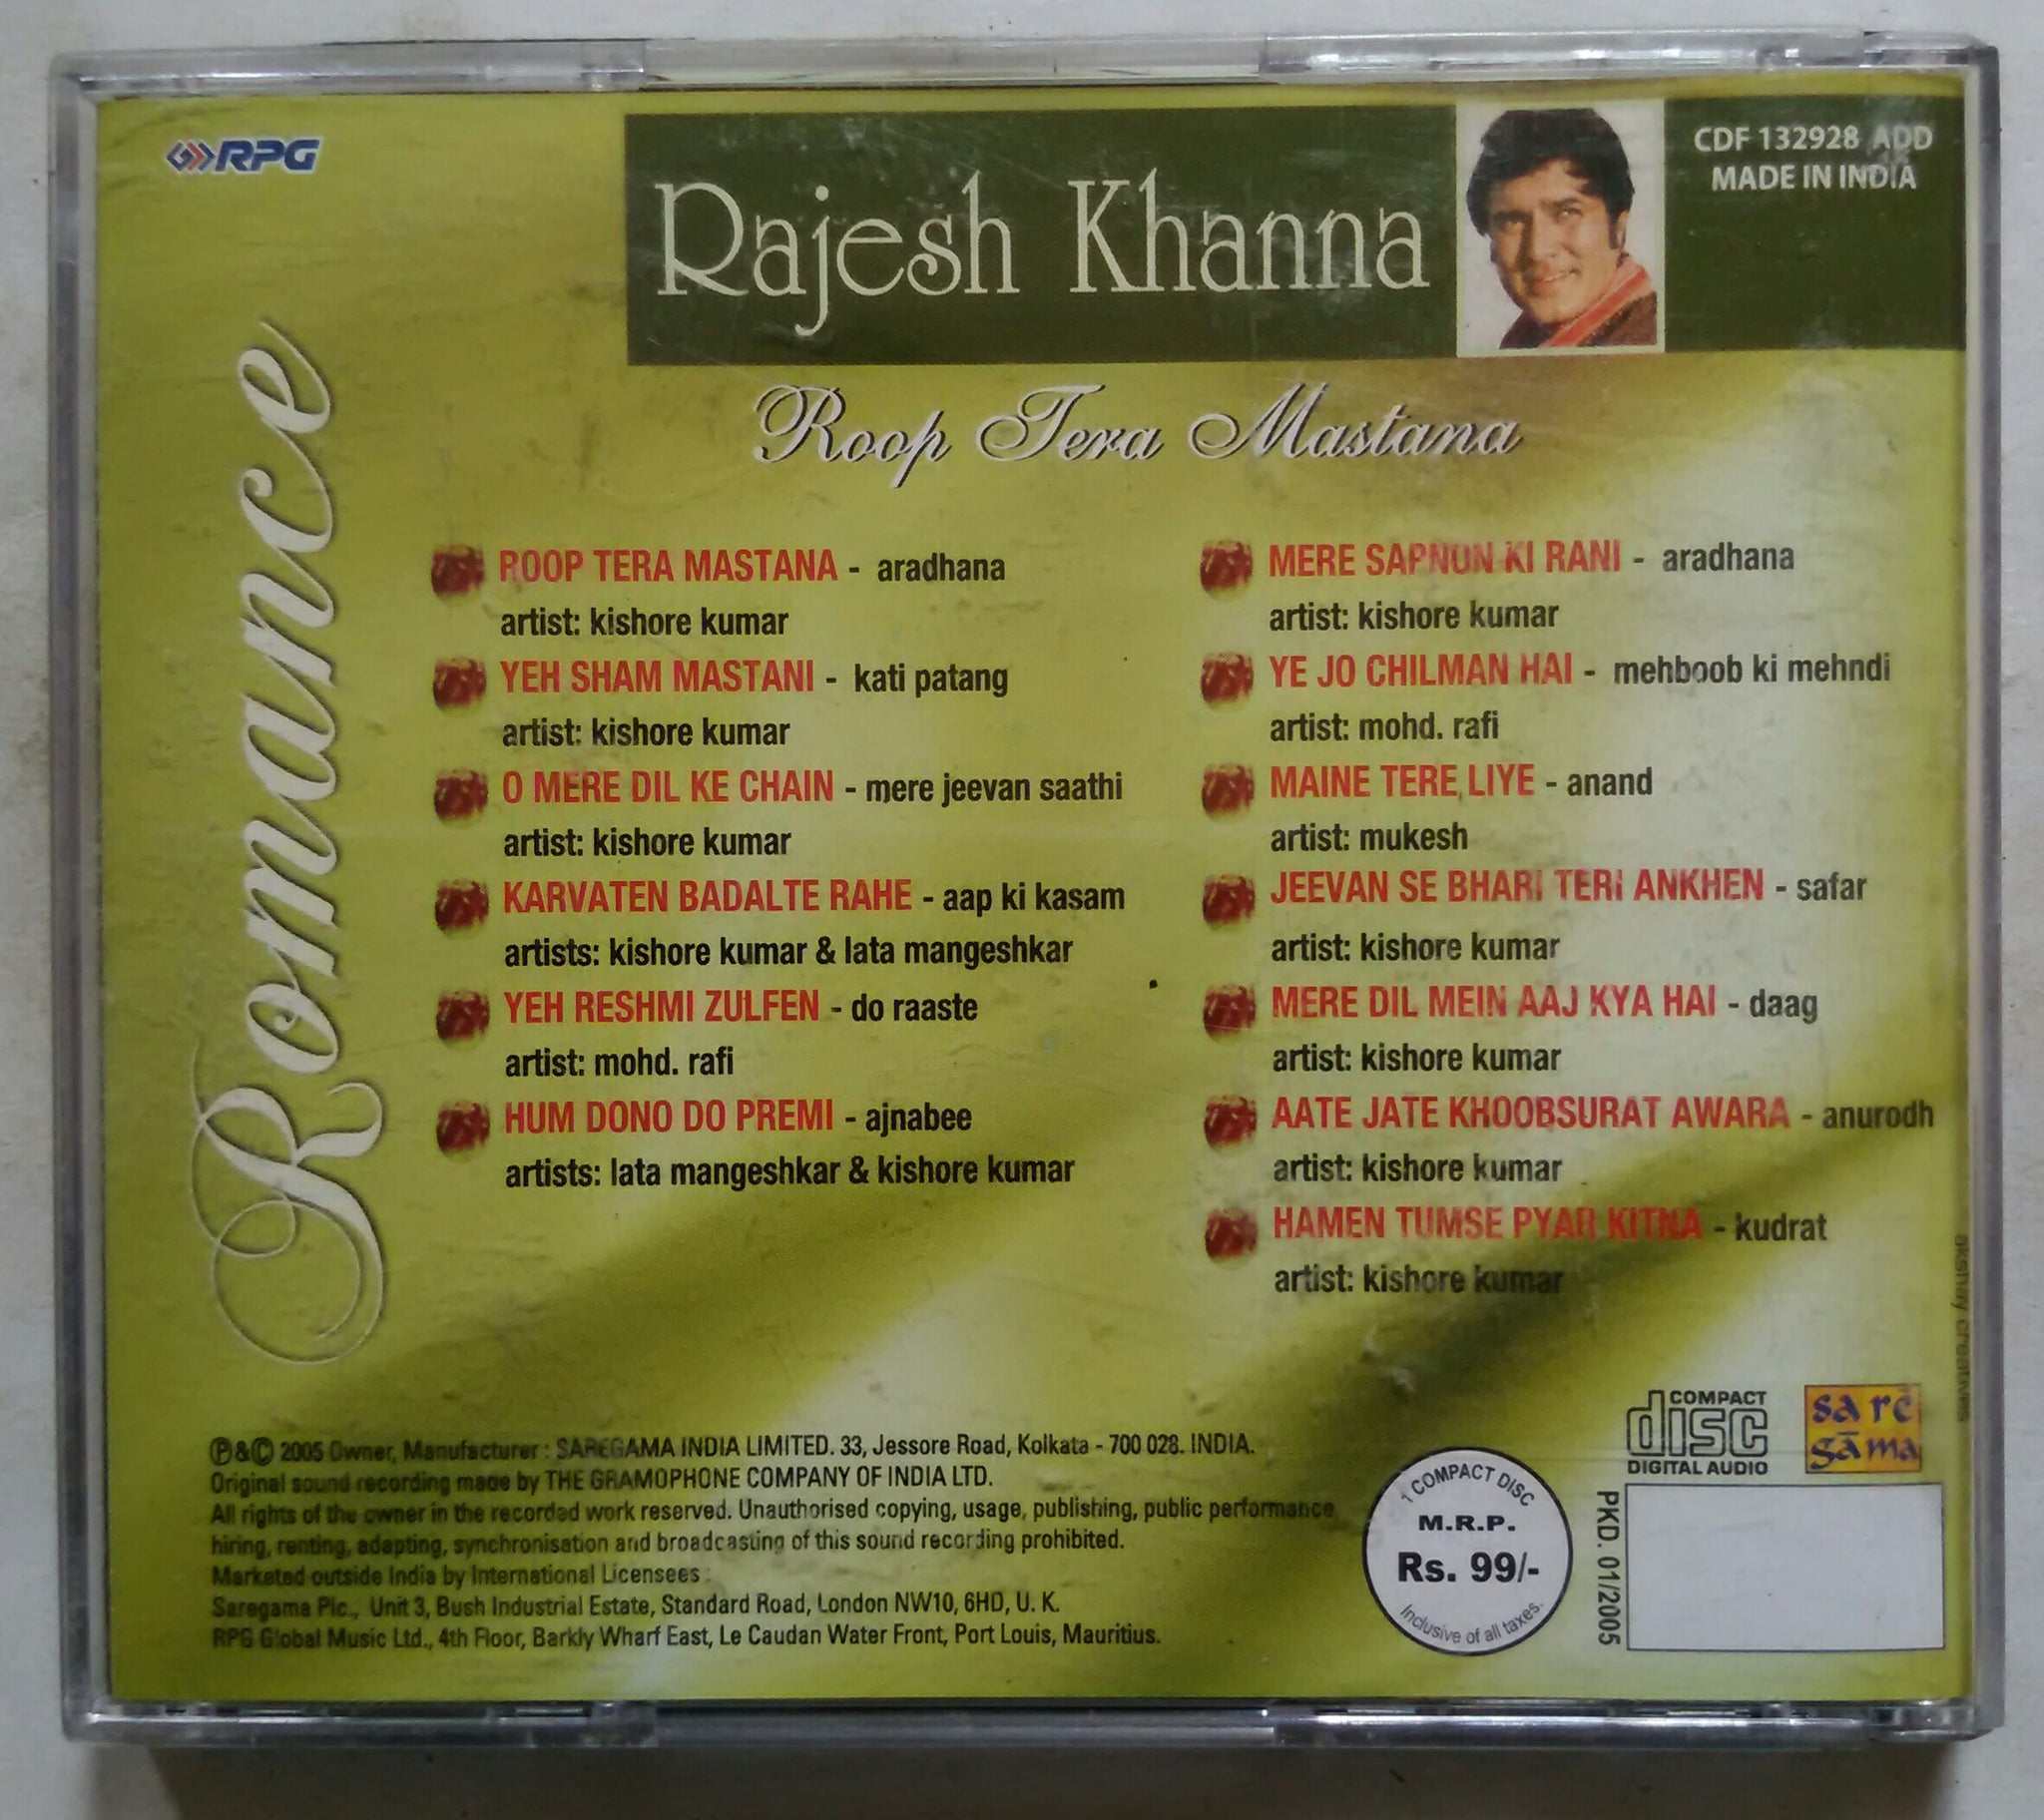 RPG
Rajesh Khanna
CDF 132928 ADD
MADE IN INDIA
Romance
Roop Tera Mastana
ROOP TERA MASTANA - aradhana
artist: kishore kumar
YEH SHAM MASTANI - kati patang
artist: kishore kumar
O MERE DIL KE CHAIN - mere jeevan saathi
artist: kishore kumar
KARVATEN BADALTE RAHE - aap ki kasam
artists: kishore kumar & lata mangeshkar
YEH RESHMI ZULFEN - do raaste
artist: mohd. rafi
HUM DONO DO PREMI - ajnabee
artists: lata mangeshkar & kishore kumar
MERE SAPNON KI RANI - aradhana
artist: kishore kumar
YE JO CHILMAN HAI - mehboob ki mehndi
artist: mohd. rafi
MAINE TERE LIYE - anand
artist: mukesh
JEEVAN SE BHARI TERI ANKHEN - safar
artist: kishore kumar
MERE DIL MEIN AAJ KYA HAI - daag
artist: kishore kumar
AATE JATE KHOOBSURAT AWARA - anurodh
artist: kishore kumar
HAMEN TUMSE PYAR KITNA - kudrat
artist: kishore kumar
akshay creatives
℗&© 2005 Owner, Manufacturer : SAREGAMA INDIA LIMITED. 33, Jessore Road, Kolkata - 700 028. INDIA.
Original sound recording made by THE GRAMOPHONE COMPANY OF INDIA LTD.
All rights of the owner in the recorded work reserved. Unauthorised copying, usage, publishing, public performance,
hiring, renting, adapting, synchronisation and broadcasting of this sound recording prohibited.
Marketed outside India by International Licensees :
Saregama Plc., Unit 3, Bush Industrial Estate, Standard Road, London NW10, 6HD, U. K.
RPG Global Music Ltd., 4th Floor, Barkly Wharf East, Le Caudan Water Front, Port Louis, Mauritius.
1 COMPACT DISC
M.R.P.
Rs. 99/-
Inclusive of all taxes.
COMPACT
disc
DIGITAL AUDIO
sa re
gāma
PKD. 01/2005